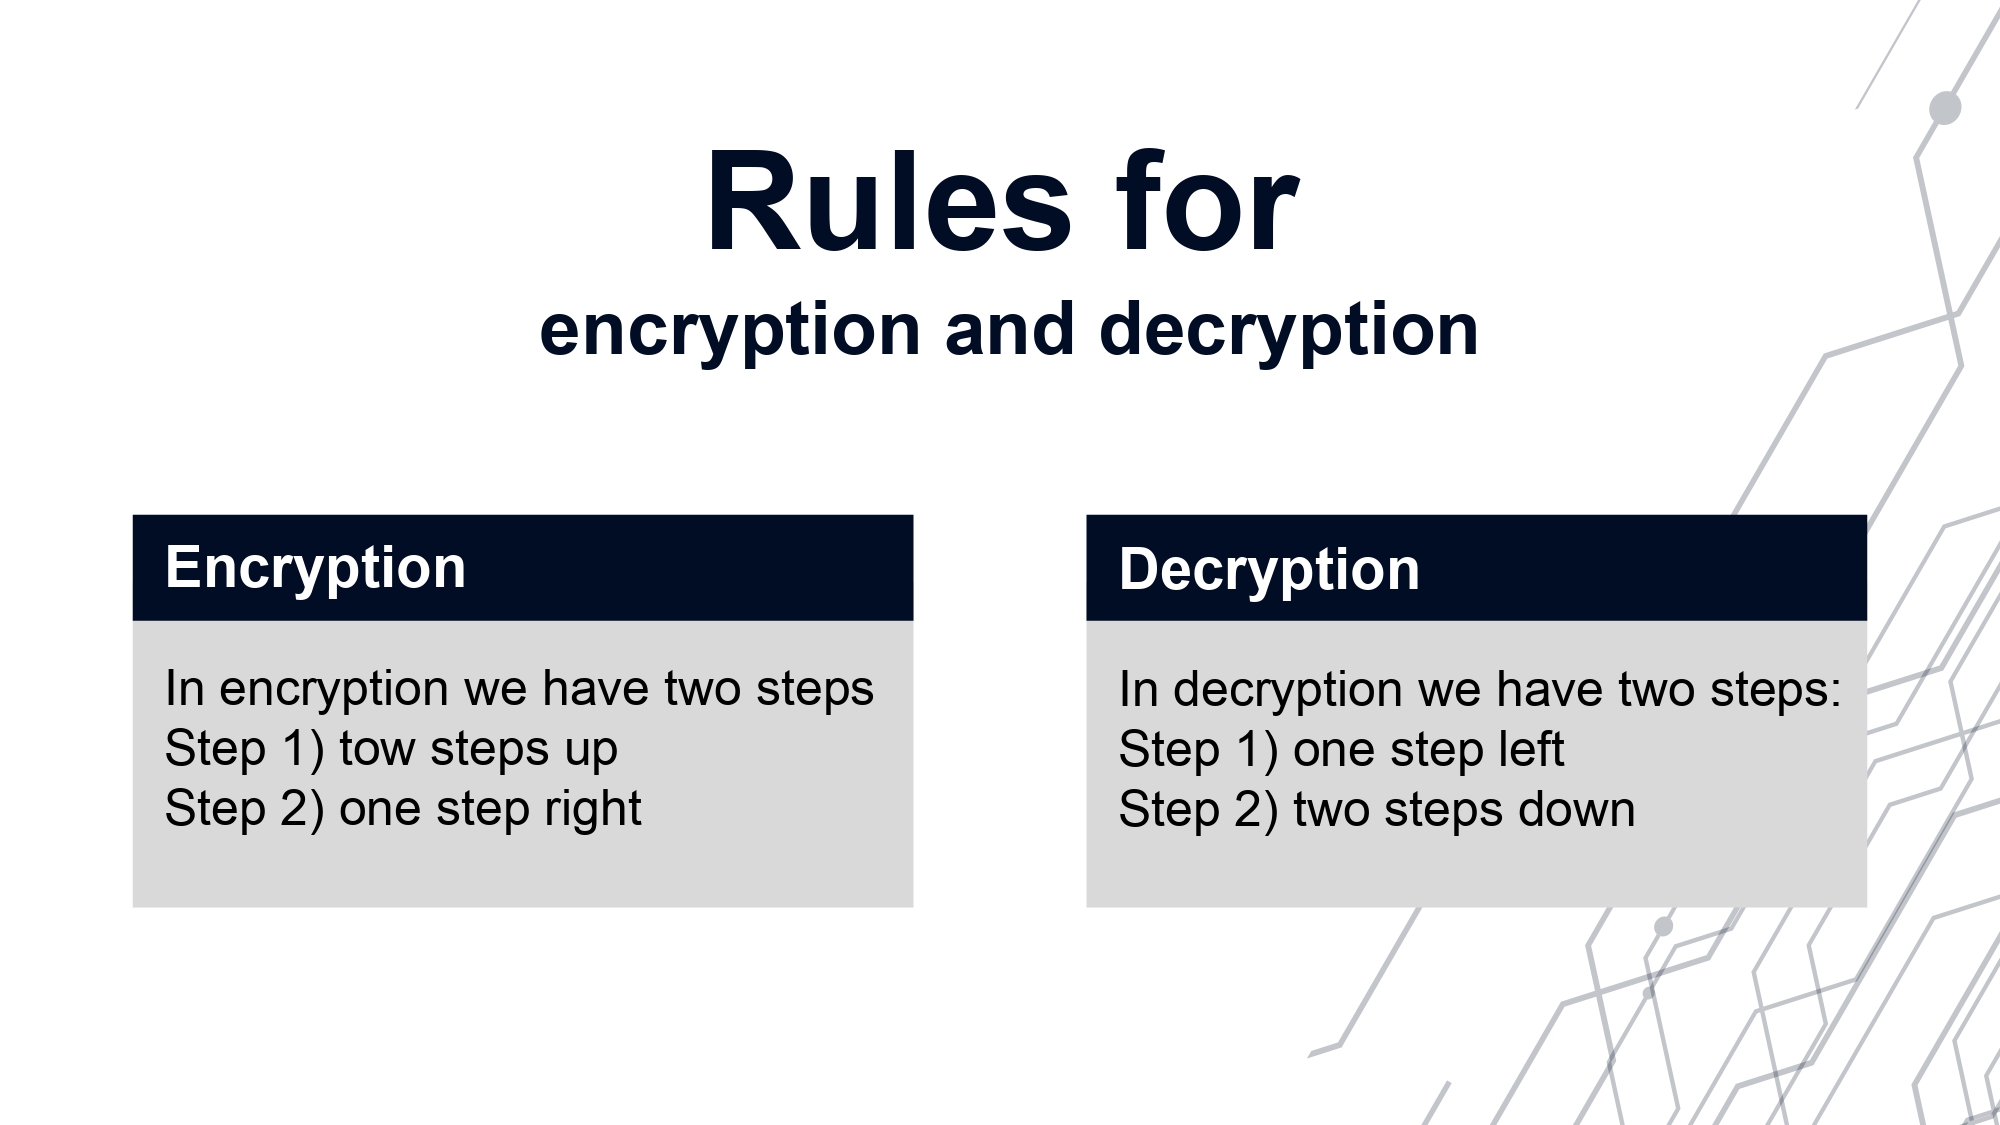 Rules for
encryption and decryption
Encryption
In encryption we have two steps
Step 1) tow steps up
Step 2) one step right
Decryption
In decryption we have two steps:
Step 1) one step left
Step 2) two steps down